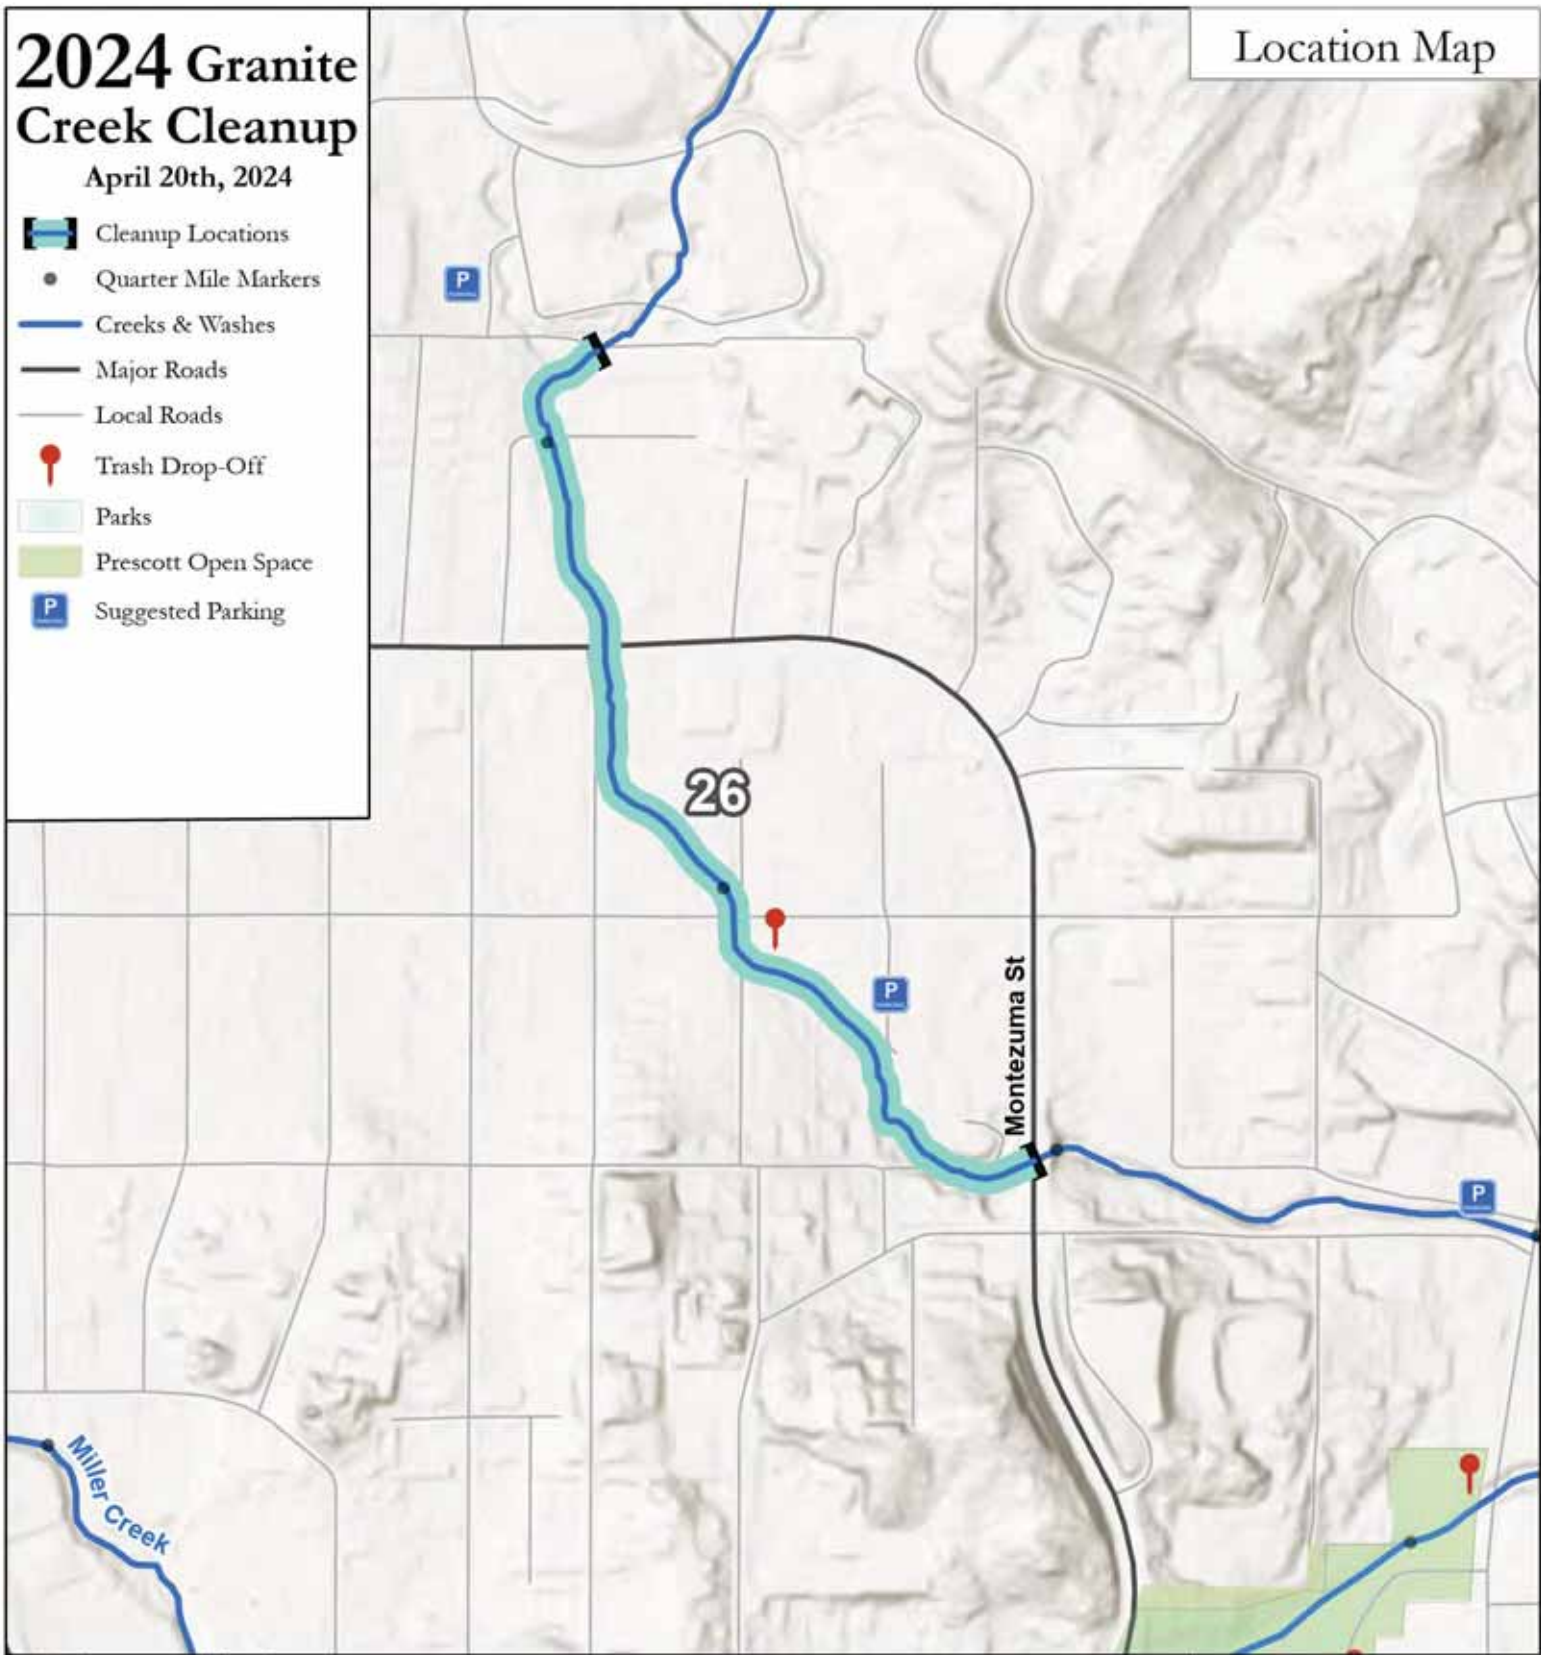 2024 Granite
Creek Cleanup
April 20th, 2024
Cleanup Locations
Quarter Mile Markers
Creeks & Washes
Major Roads
Local Roads
Trash Drop-Off
Parks
Prescott Open Space
P
Suggested Parking
Location Map
P
26
P
Montezuma St
P
Miller Creek